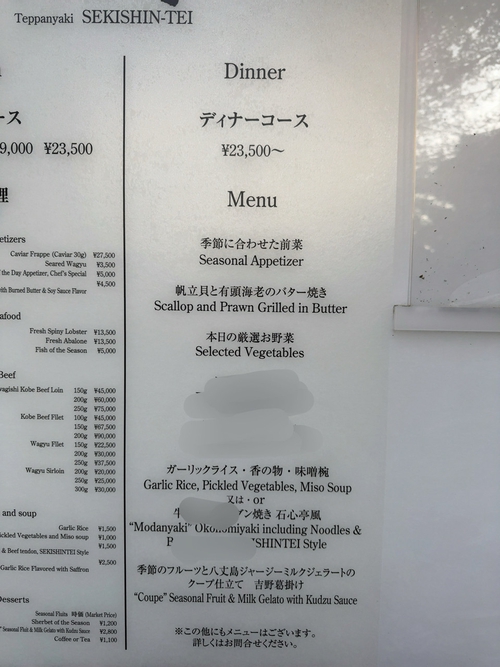 Teppanyaki SEKISHIN-TEI
ース
9,000 ¥23,500
理
etizers
Caviar Frappe (Caviar 30g) ¥27,500
Seared Wagyu ¥3,500
the Day Appetizer, Chef's Special ¥5,000
¥4,500
with Burned Butter & Soy Sauce Flavor
afood
Fresh Spiny Lobster ¥13,500
Fresh Abalone ¥13,500
Fish of the Season ¥5,000
Beef
Kobe Beef Loin 150g ¥45,000
200g ¥60,000
250g ¥75,000
Kobe Beef Filet 100g ¥45,000
150g ¥67,500
200g ¥90,000
Wagyu Filet 150g ¥22,500
200g ¥30,000
250g ¥37,500
Wagyu Sirloin 200g ¥20,000
250g ¥25,000
300g ¥30,000
and soup
Garlic Rice ¥1,500
ickled Vegetables and Miso soup ¥1,000
¥1,500
& Beef tendon, SEKISHINTEI Style
¥2,500
Garlic Rice Flavored with Saffron
Desserts
Seasonal Fruits 時価 (Market Price)
Sherbet of the Season ¥1,200
Seasonal Fruit & Milk Gelato with Kudzu Sauce ¥2,800
Coffee or Tea ¥1,100
Dinner
ディナーコース
¥23,500～
Menu
季節に合わせた前菜
Seasonal Appetizer
帆立貝と有頭海老のバター焼き
Scallop and Prawn Grilled in Butter
本日の厳選お野菜
Selected Vegetables
ガーリックライス・香の物・味噌椀
Garlic Rice, Pickled Vegetables, Miso Soup
又は・or
ン焼き 石心亭風
"Modanyaki" Okonomiyaki including Noodles &
SHINTEI Style
季節のフルーツと八丈島ジャージーミルクジェラートの
クープ仕立て 吉野葛掛け
"Coupe" Seasonal Fruit & Milk Gelato with Kudzu Sauce
※この他にもメニューはございます。
詳しくはお問合せください。